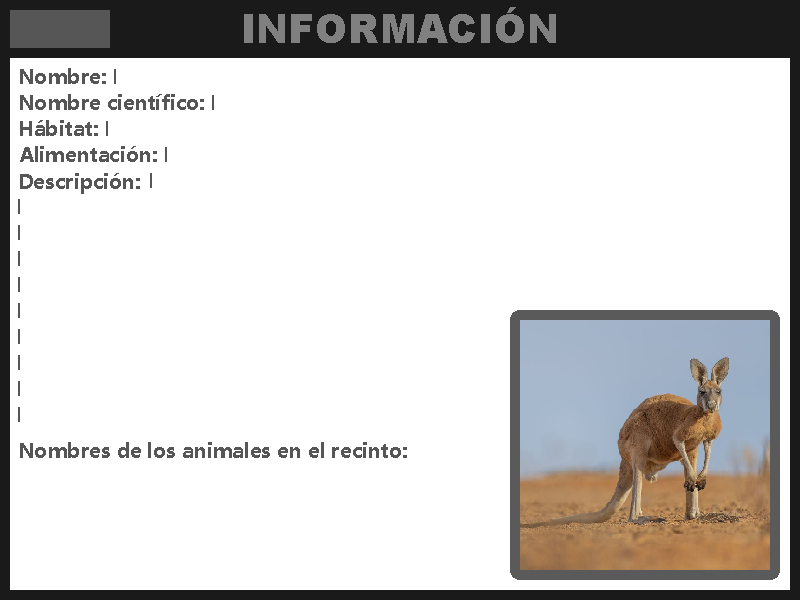 INFORMACIÓN
Nombre: |
Nombre científico: |
Hábitat: |
Alimentación: |
Descripción: |
|
|
|
|
|
|
|
|
|
Nombres de los animales en el recinto: